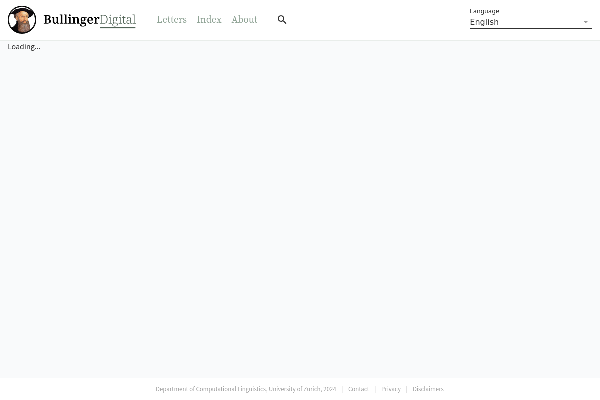 BullingerDigital Letters Index About
Language
English
Loading...
Department of Computational Linguistics, University of Zurich, 2024 | Contact | Privacy | Disclaimers